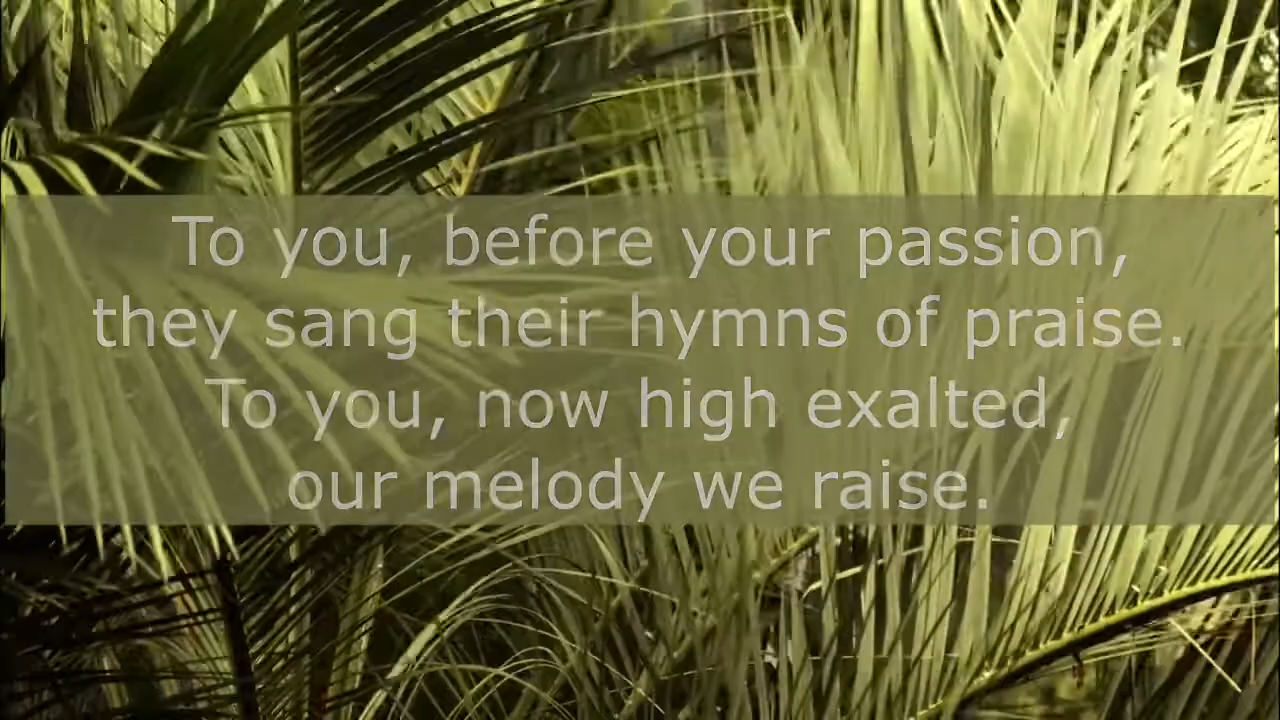 To you, before your passion,
they sang their hymns of praise.
To you, now high exalted,
our melody we raise.